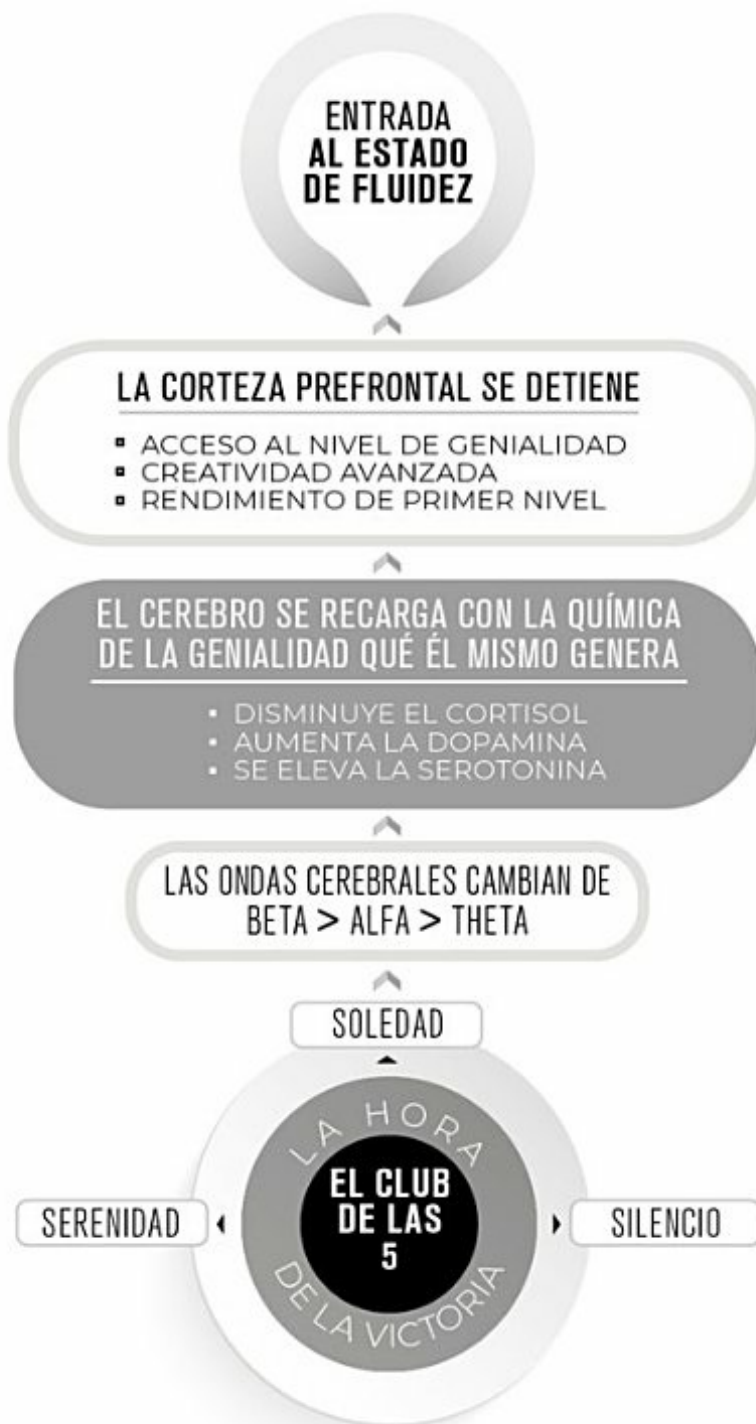 ENTRADA
AL ESTADO
DE FLUIDEZ
LA CORTEZA PREFRONTAL SE DETIENE
▪ ACCESO AL NIVEL DE GENIALIDAD
▪ CREATIVIDAD AVANZADA
▪ RENDIMIENTO DE PRIMER NIVEL
EL CEREBRO SE RECARGA CON LA QUÍMICA
DE LA GENIALIDAD QUÉ ÉL MISMO GENERA
▪ DISMINUYE EL CORTISOL
▪ AUMENTA LA DOPAMINA
▪ SE ELEVA LA SEROTONINA
LAS ONDAS CEREBRALES CAMBIAN DE
BETA > ALFA > THETA
SOLEDAD
LA HORA
EL CLUB
DE LAS
5
DE LA VICTORIA
SERENIDAD
SILENCIO